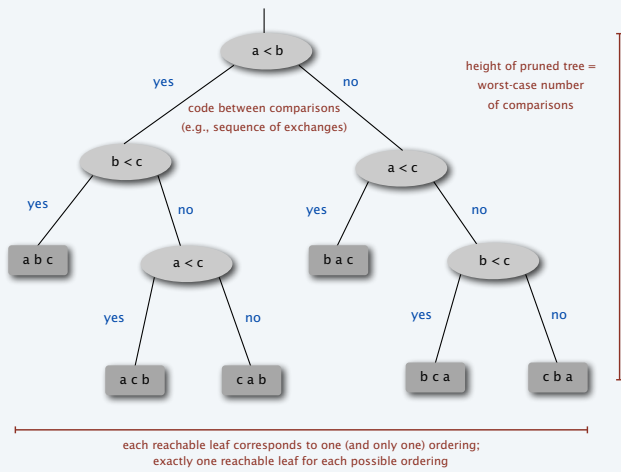 a < b
height of pruned tree =
worst-case number
of comparisons
yes
no
code between comparisons
(e.g., sequence of exchanges)
b < c
a < c
yes
no
yes
no
a b c
a < c
b a c
b < c
yes
no
yes
no
a c b
c a b
b c a
c b a
each reachable leaf corresponds to one (and only one) ordering;
exactly one reachable leaf for each possible ordering